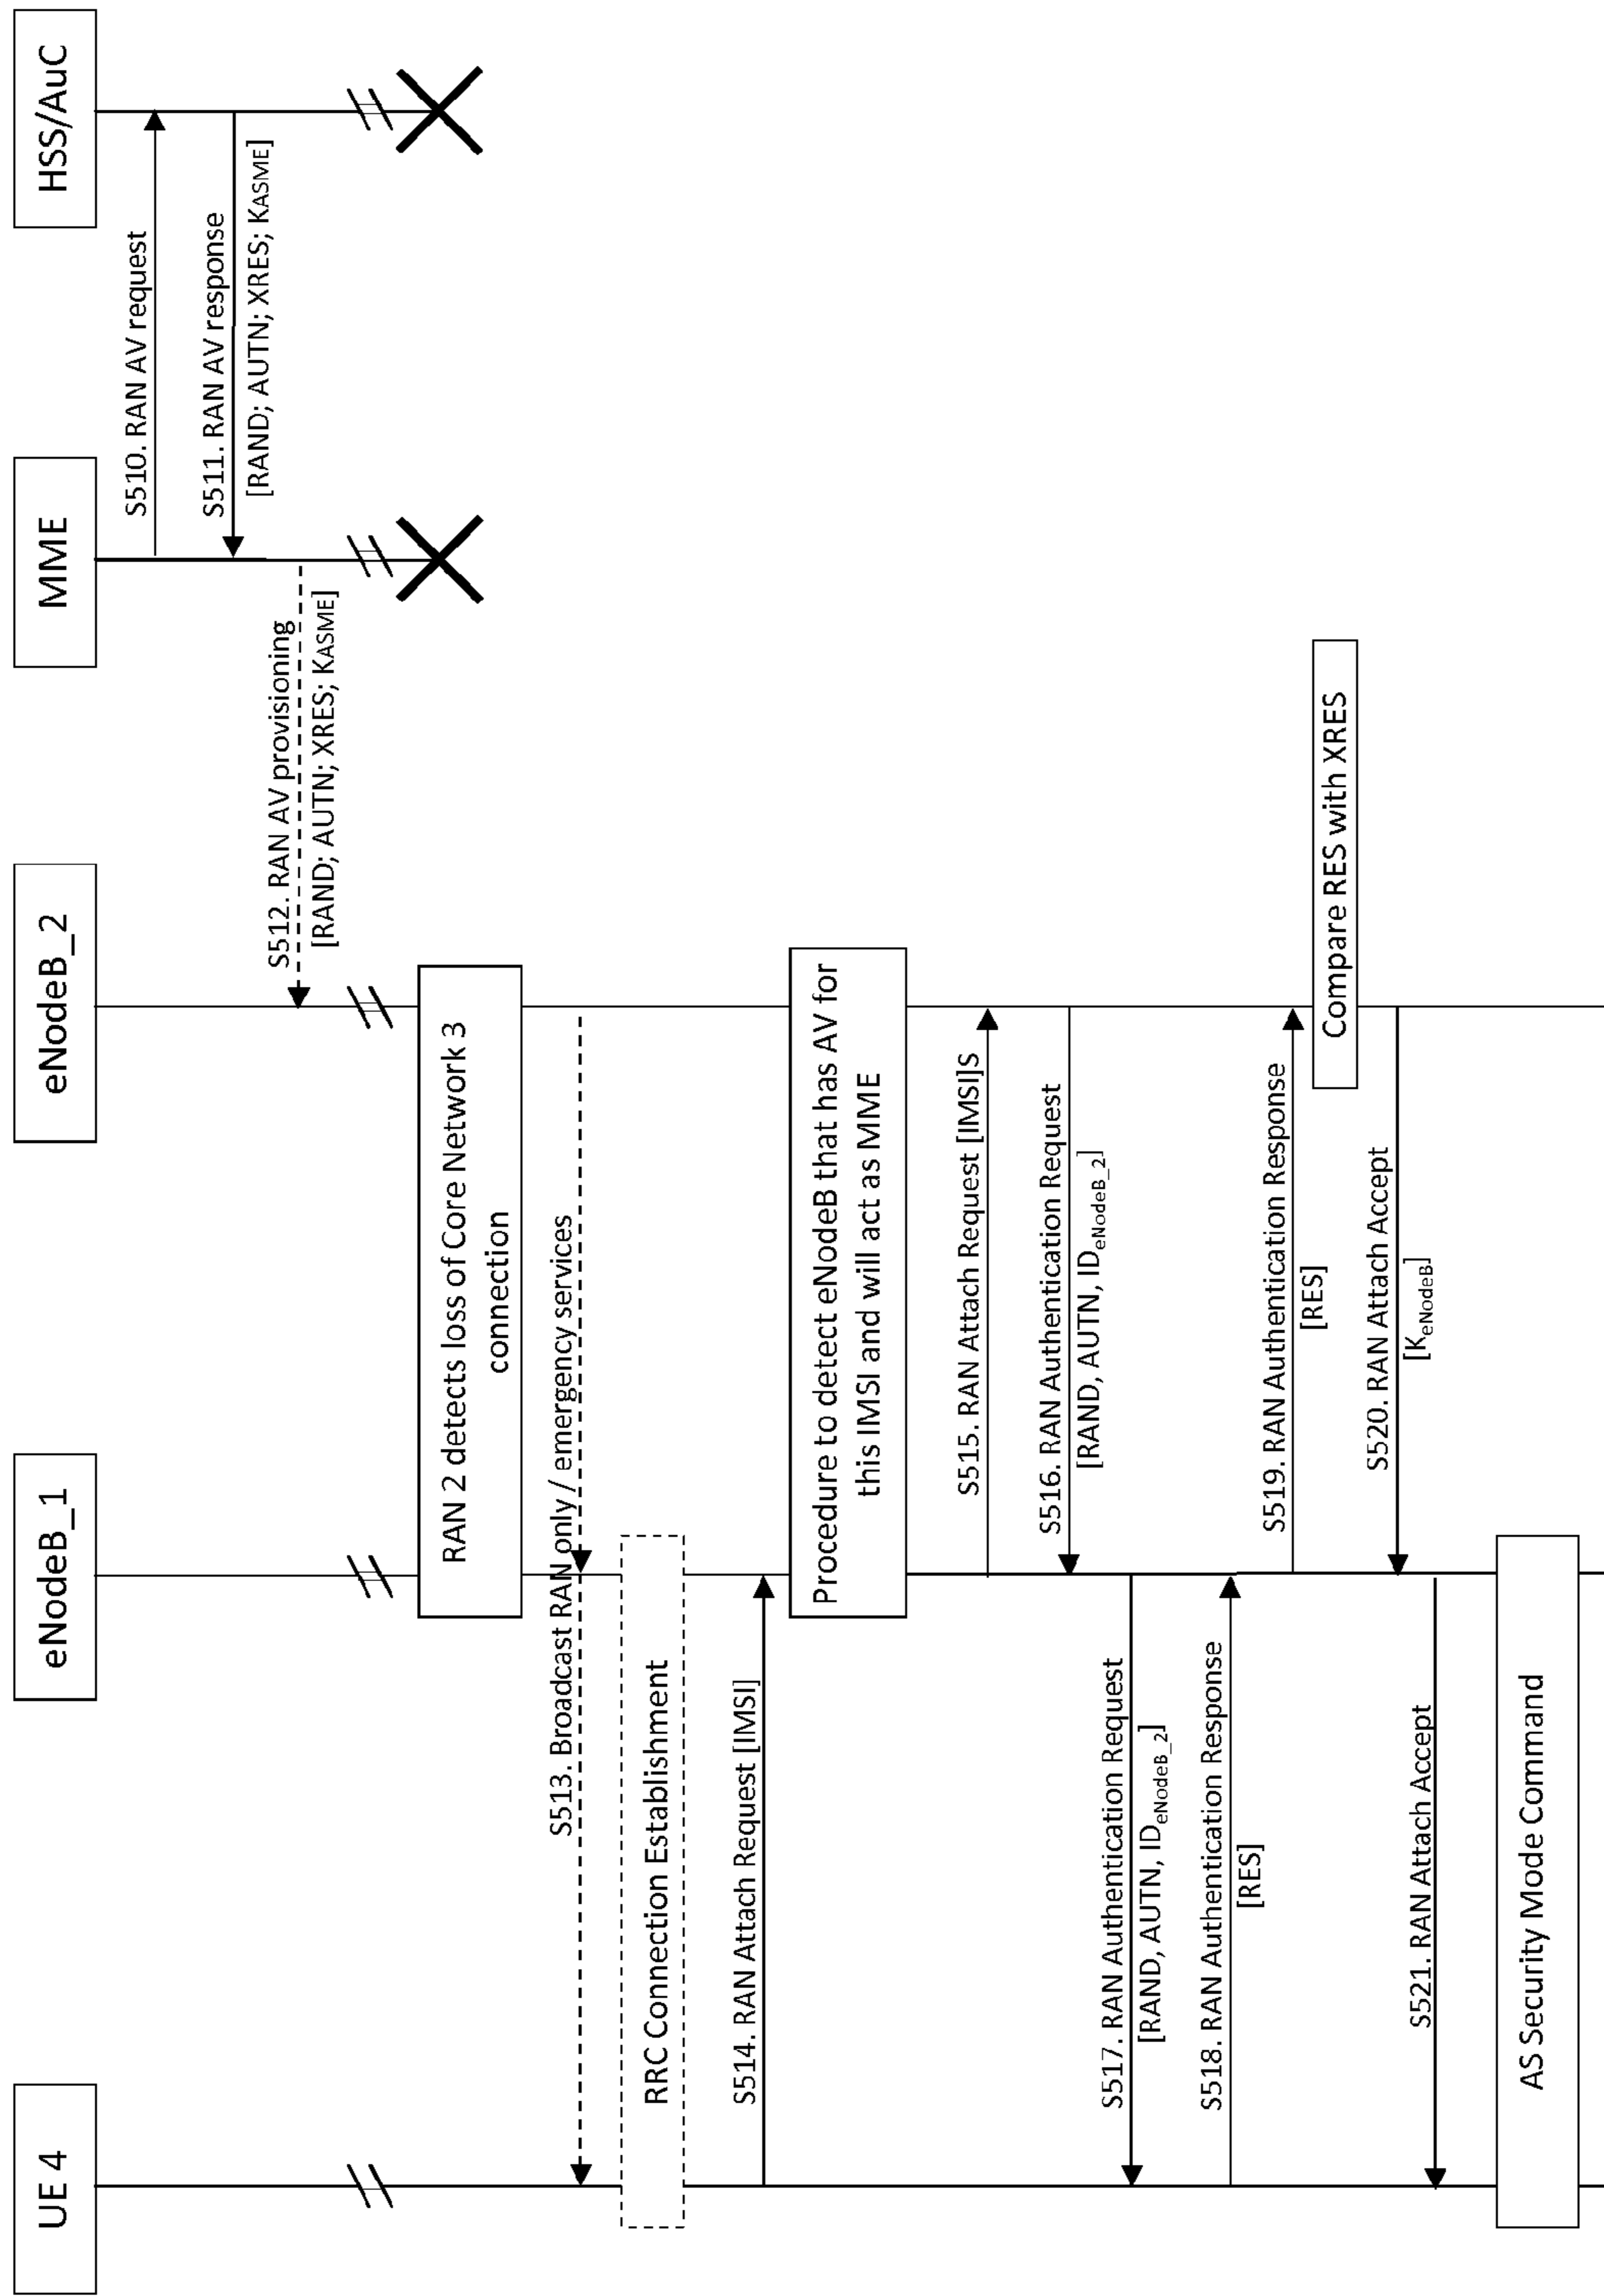 UE 4
eNodeB_1
eNodeB_2
MME
HSS/AuC
S510. RAN AV request
S511. RAN AV response
[RAND; AUTN; XRES; KASME]
S512. RAN AV provisioning
[RAND; AUTN; XRES; KASME]
RAN 2 detects loss of Core Network 3
connection
S513. Broadcast RAN only / emergency services
RRC Connection Establishment
S514. RAN Attach Request [IMSI]
Procedure to detect eNodeB that has AV for
this IMSI and will act as MME
S515. RAN Attach Request [IMSI]S
S516. RAN Authentication Request
[RAND, AUTN, IDeNodeB_2]
S517. RAN Authentication Request
[RAND, AUTN, IDeNodeB_2]
S518. RAN Authentication Response
[RES]
S519. RAN Authentication Response
[RES]
Compare RES with XRES
S520. RAN Attach Accept
[KeNodeB]
S521. RAN Attach Accept
AS Security Mode Command